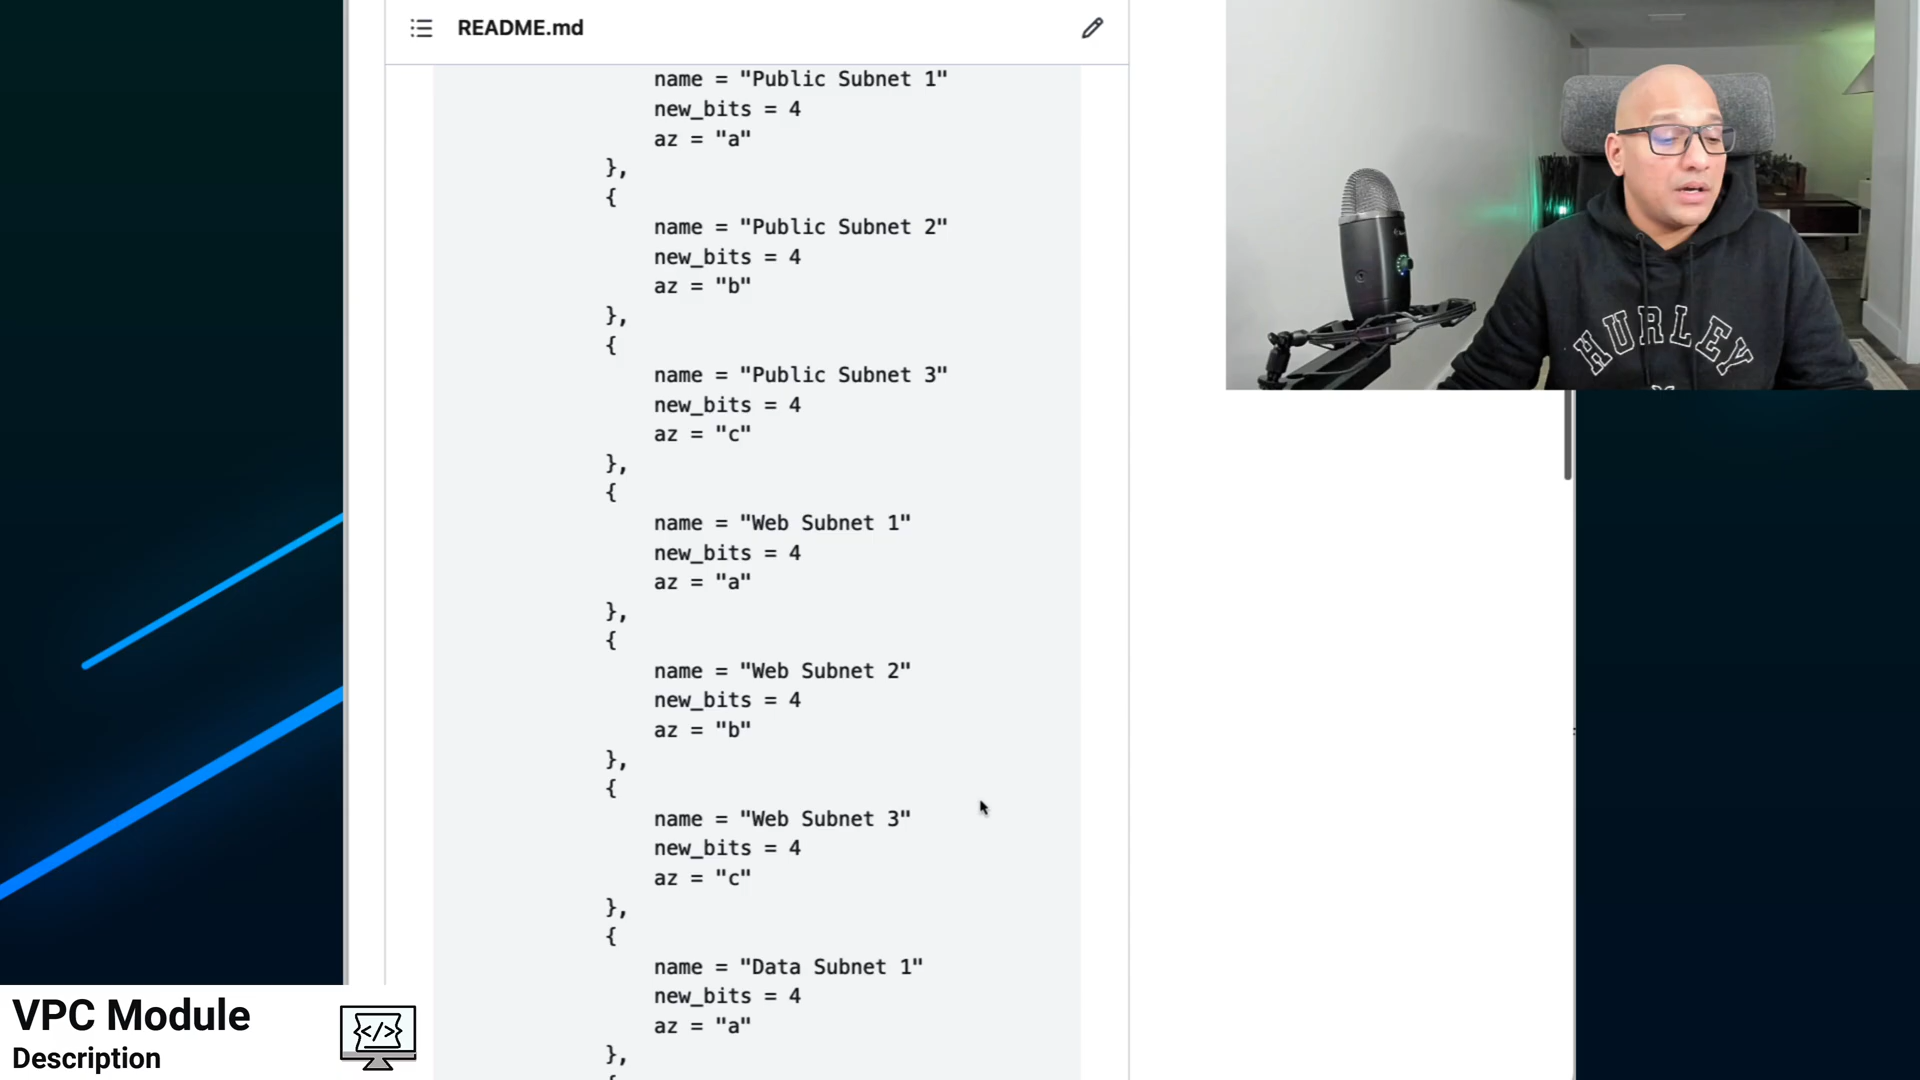 README.md
name = "Public Subnet 1"
new_bits = 4
az = "a"
},
{
name = "Public Subnet 2"
new_bits = 4
az = "b"
},
{
name = "Public Subnet 3"
new_bits = 4
az = "c"
},
{
name = "Web Subnet 1"
new_bits = 4
az = "a"
},
{
name = "Web Subnet 2"
new_bits = 4
az = "b"
},
{
name = "Web Subnet 3"
new_bits = 4
az = "c"
},
{
name = "Data Subnet 1"
new_bits = 4
az = "a"
},
HURLEY
VPC Module
Description
</>